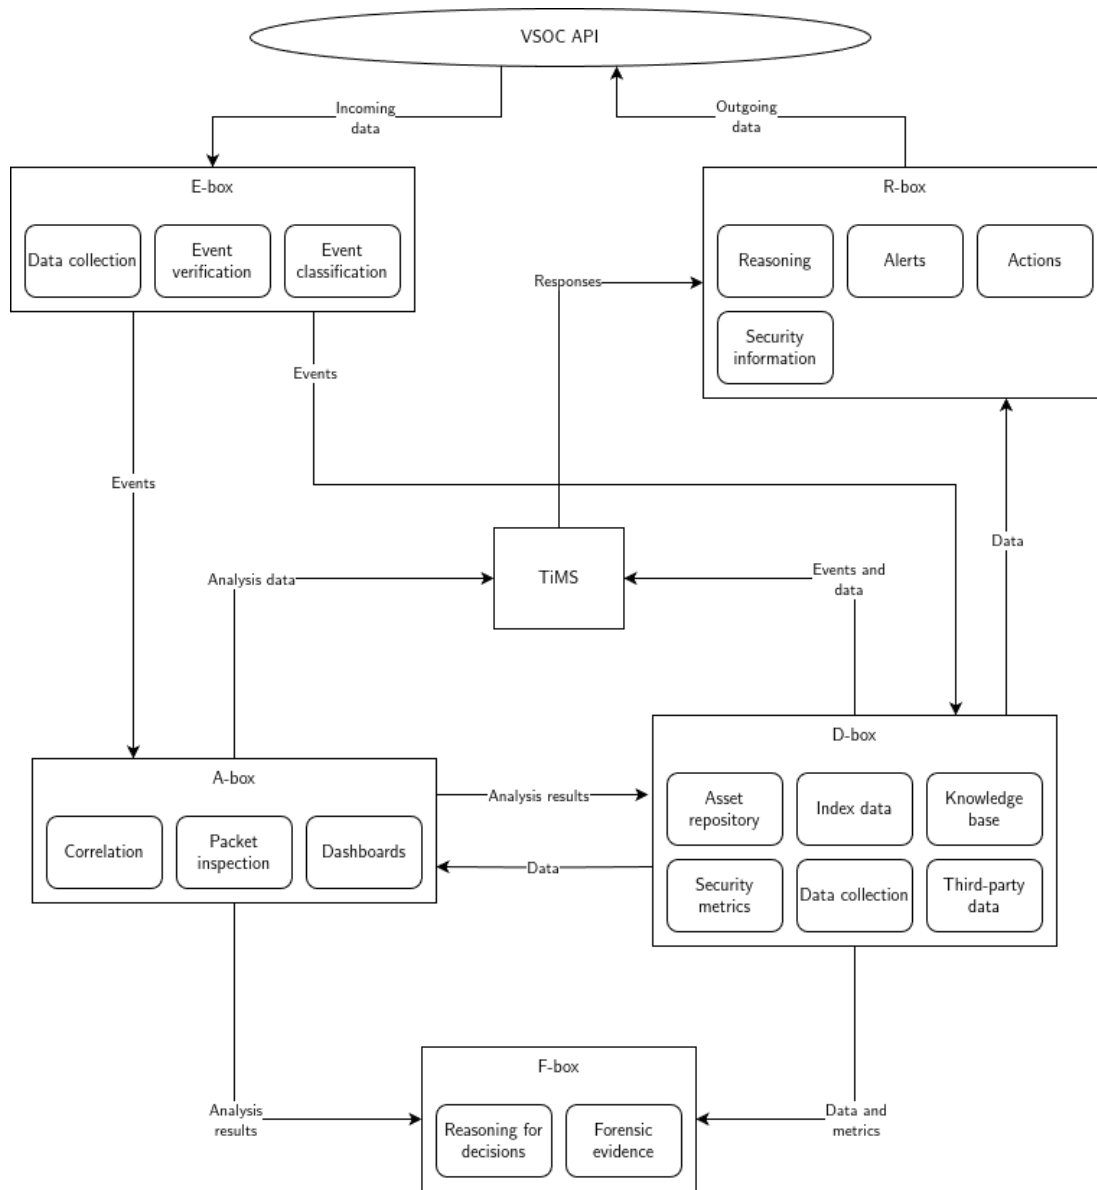 VSOC API
Incoming
data
Outgoing
data
E-box
Data collection
Event
verification
Event
classification
R-box
Reasoning
Alerts
Actions
Security
information
Responses
Events
Events
Data
TiMS
Analysis data
Events and
data
A-box
Correlation
Packet
inspection
Dashboards
Analysis results
Data
D-box
Asset
repository
Index data
Knowledge
base
Security
metrics
Data collection
Third-party
data
F-box
Reasoning for
decisions
Forensic
evidence
Analysis
results
Data and
metrics